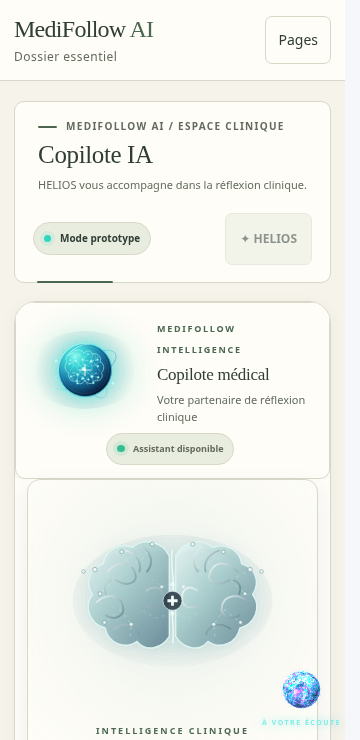 MediFollow AI
Dossier essentiel
Pages
MEDIFOLLOW AI / ESPACE CLINIQUE
Copilote IA
HELIOS vous accompagne dans la réflexion clinique.
Mode prototype
✦ HELIOS
MEDIFOLLOW
INTELLIGENCE
Copilote médical
Votre partenaire de réflexion
clinique
Assistant disponible
À VOTRE ÉCOUTE
INTELLIGENCE CLINIQUE